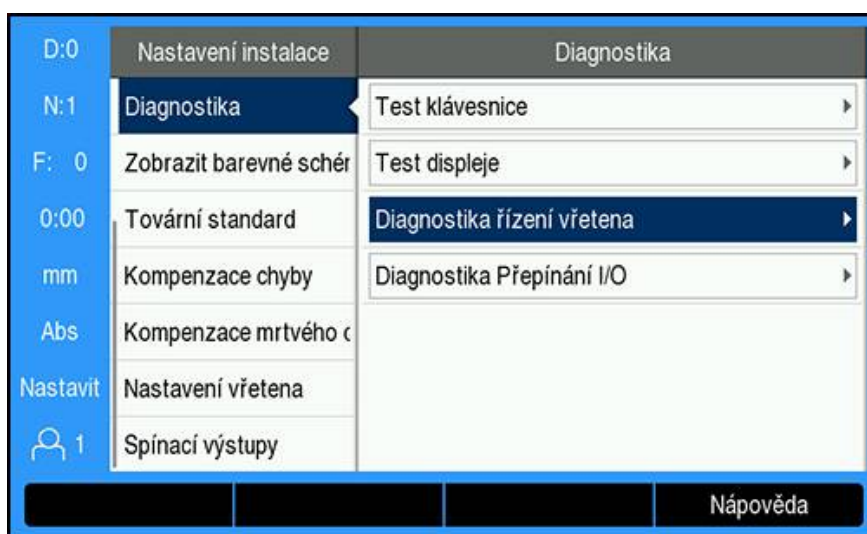 D:0
N:1
F: 0
0:00
mm
Abs
Nastavit
1
Nastavení instalace
Diagnostika
Zobrazit barevné schér
Tovární standard
Kompenzace chyby
Kompenzace mrtvého c
Nastavení vřetena
Spínací výstupy
Diagnostika
Test klávesnice
Test displeje
Diagnostika řízení vřetena
Diagnostika Přepínání I/O
Nápověda